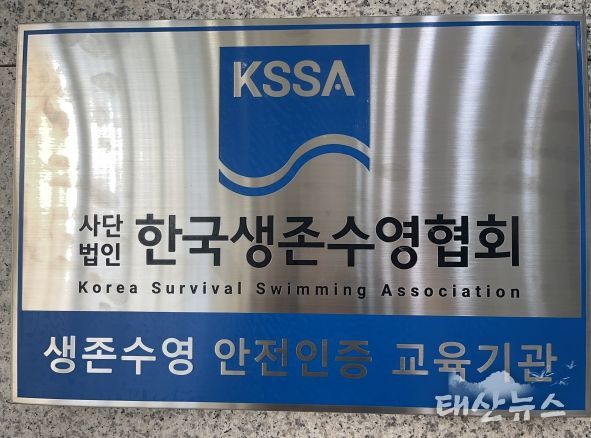 KSSA
사단
법인 한국생존수영협회
Korea Survival Swimming Association
생존수영 안전인증 교육기관
태산뉴스